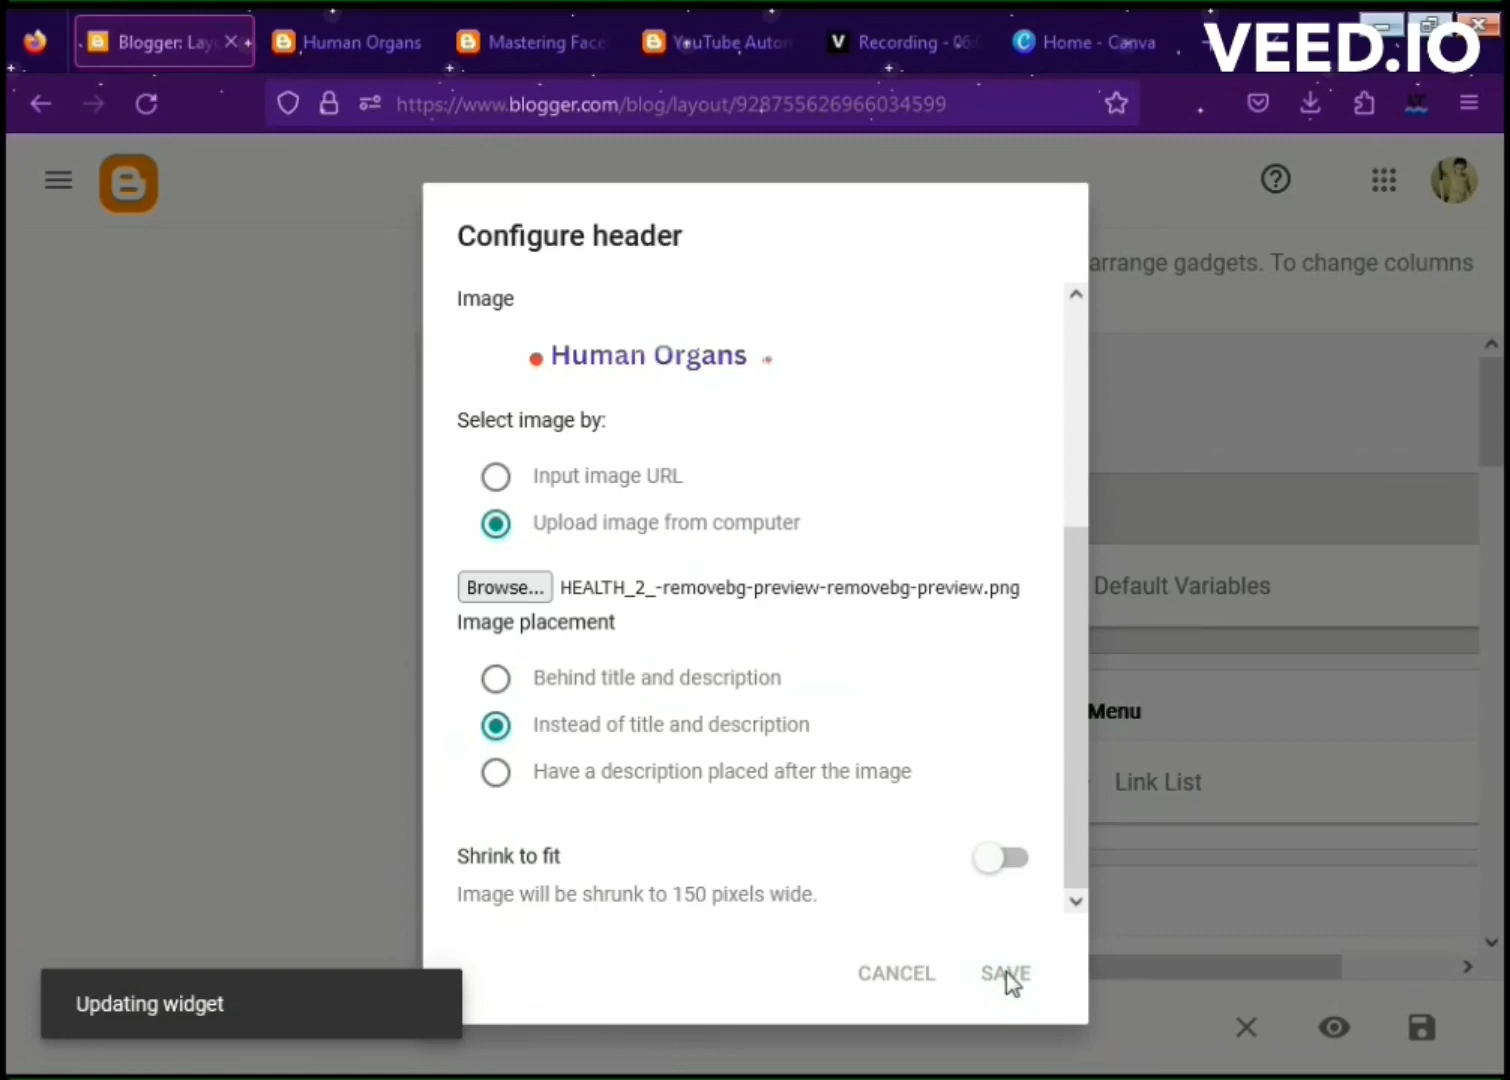 Blogger: Lay
Human Organs
Mastering Face
YouTube Auton
Recording - 06
Home - Canva
VEED.IO
https://www.blogger.com/blog/layout/928755626966034599
arrange gadgets. To change columns
Configure header
Image
Human Organs
Select image by:
Input image URL
Upload image from computer
Browse... HEALTH_2_-removebg-preview-removebg-preview.png
Image placement
Default Variables
Behind title and description
Menu
Instead of title and description
Have a description placed after the image
Link List
Shrink to fit
Image will be shrunk to 150 pixels wide.
CANCEL
SAVE
Updating widget